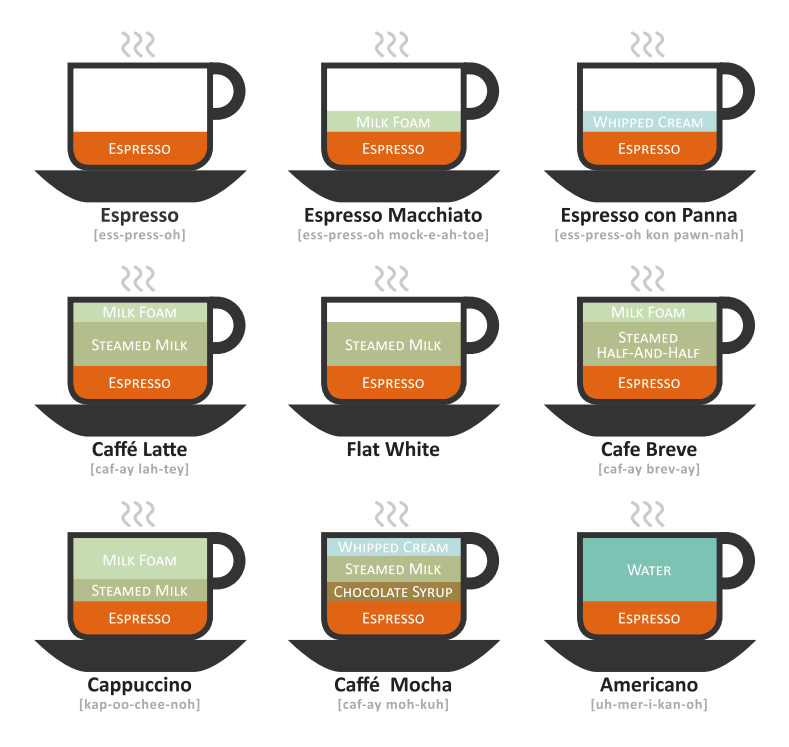 Espresso
Espresso
[ess-press-oh]
Milk Foam
Espresso
Espresso Macchiato
[ess-press-oh mock-e-ah-toe]
Whipped Cream
Espresso
Espresso con Panna
[ess-press-oh kon pawn-nah]
Milk Foam
Steamed Milk
Espresso
Caffé Latte
[caf-ay lah-tey]
Steamed Milk
Espresso
Flat White
Milk Foam
Steamed
Half-And-Half
Espresso
Cafe Breve
[caf-ay brev-ay]
Milk Foam
Steamed Milk
Espresso
Cappuccino
[kap-oo-chee-noh]
Whipped Cream
Steamed Milk
Chocolate Syrup
Espresso
Caffé Mocha
[caf-ay moh-kuh]
Water
Espresso
Americano
[uh-mer-i-kan-oh]